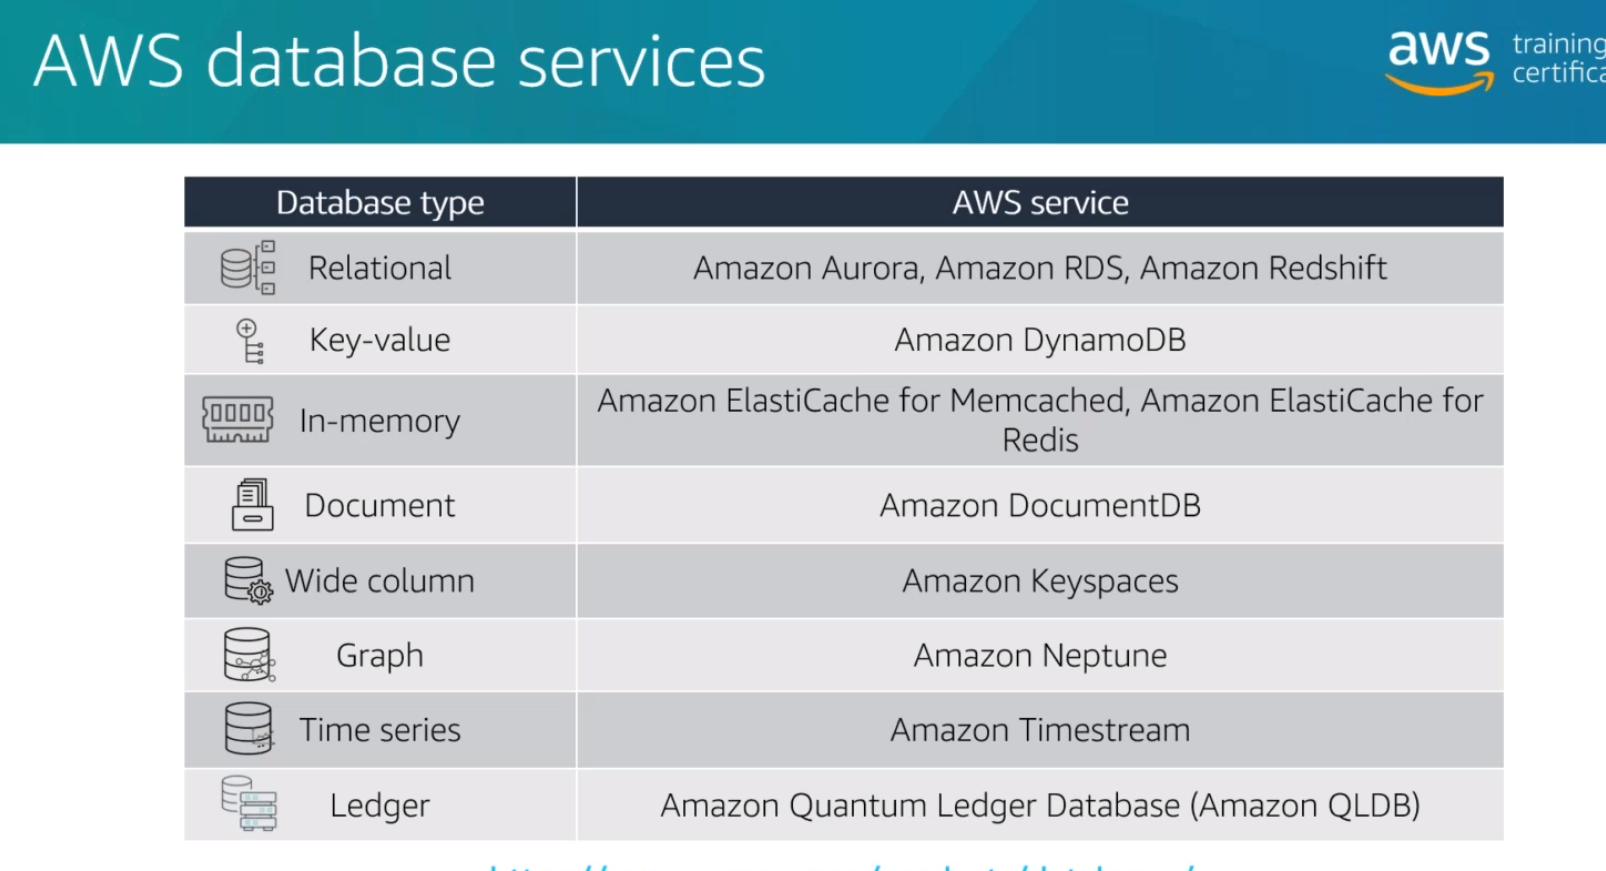 AWS database services
aws training
certifica
Database type AWS service
Relational Amazon Aurora, Amazon RDS, Amazon Redshift
Key-value Amazon DynamoDB
In-memory Amazon ElastiCache for Memcached, Amazon ElastiCache for
Redis
Document Amazon DocumentDB
Wide column Amazon Keyspaces
Graph Amazon Neptune
Time series Amazon Timestream
Ledger Amazon Quantum Ledger Database (Amazon QLDB)